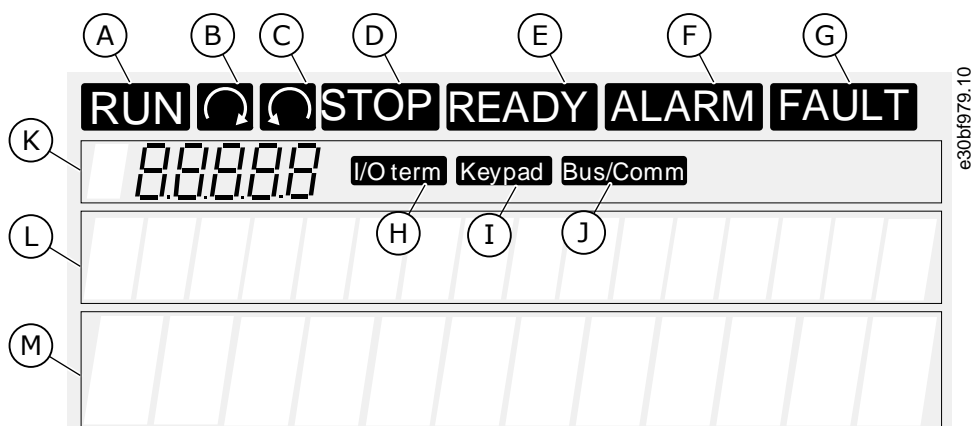 A B C D E F G
RUN STOP READY ALARM FAULT
K 8.8.8.8.8 I/O term Keypad Bus/Comm
H I J
L
M
e30bf979.10